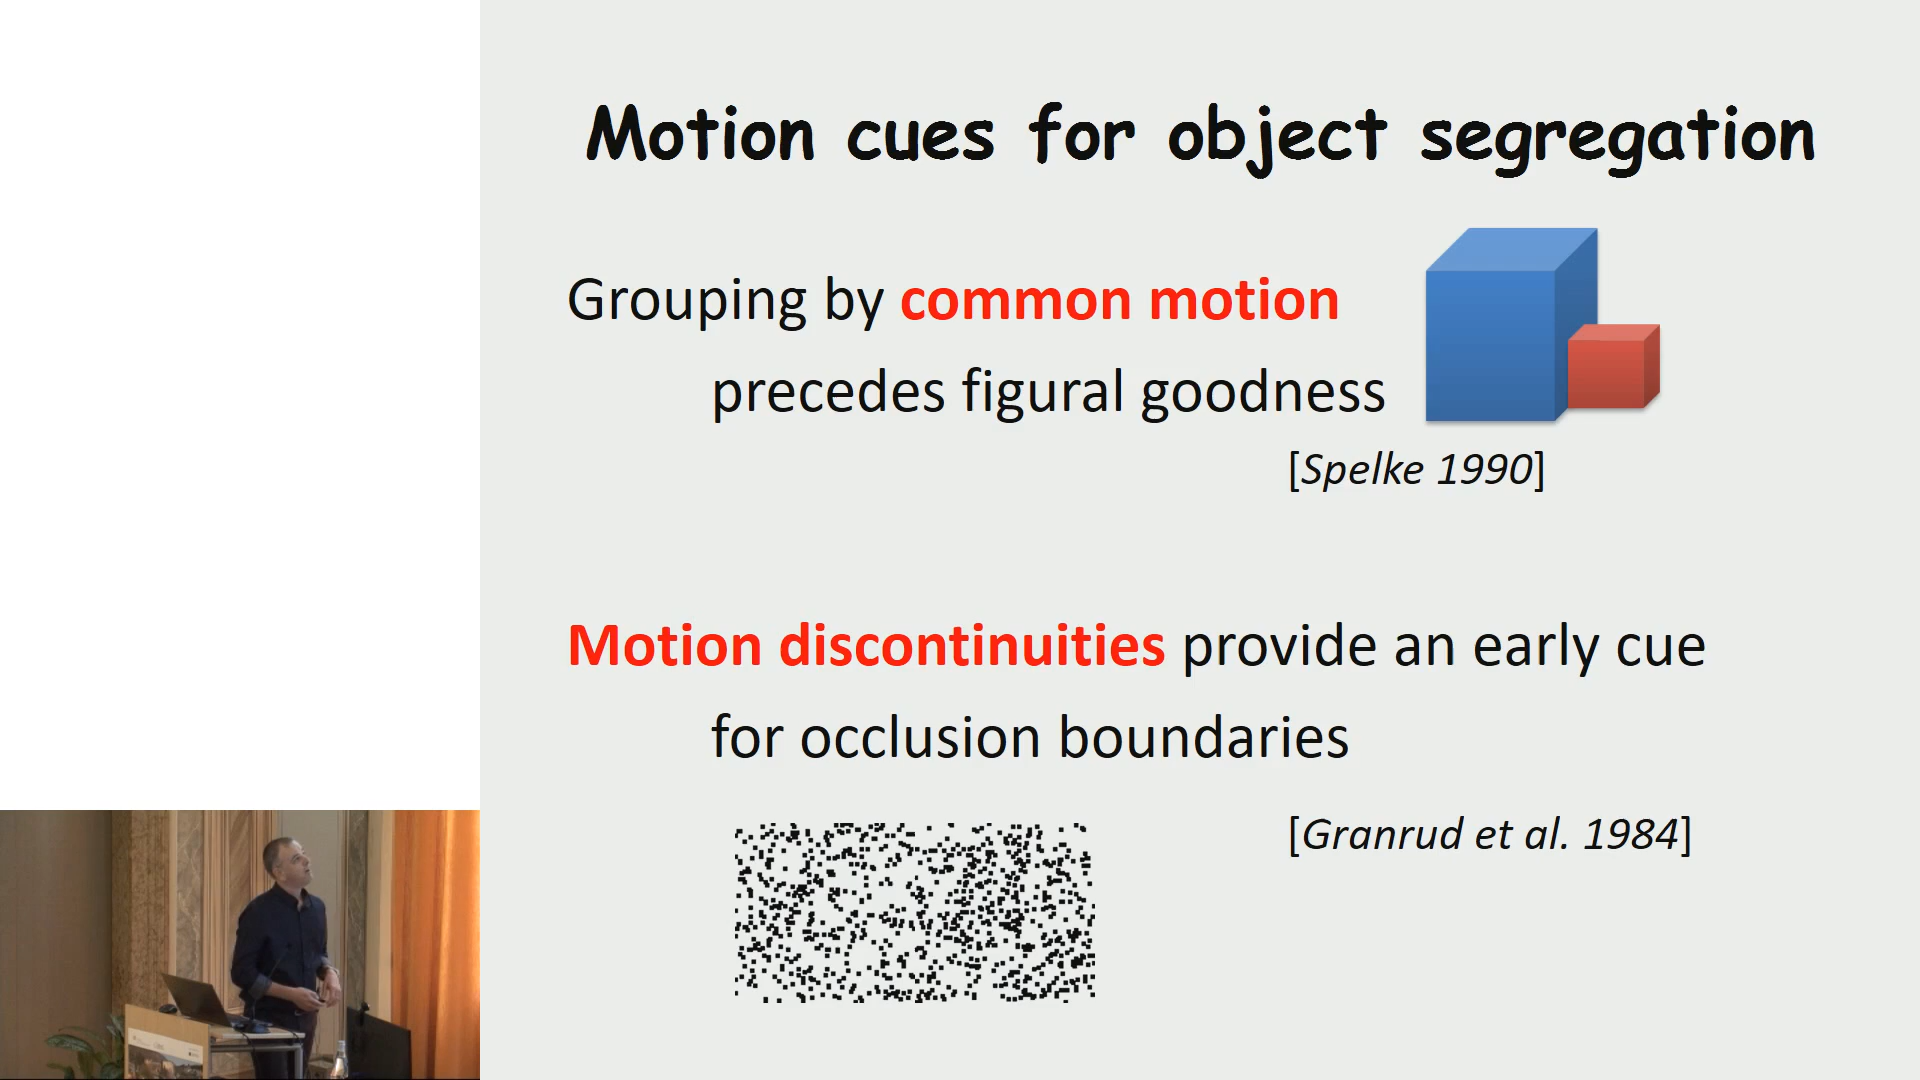 Motion cues for object segregation
Grouping by common motion
precedes figural goodness
[Spelke 1990]
Motion discontinuities provide an early cue
for occlusion boundaries
[Granrud et al. 1984]